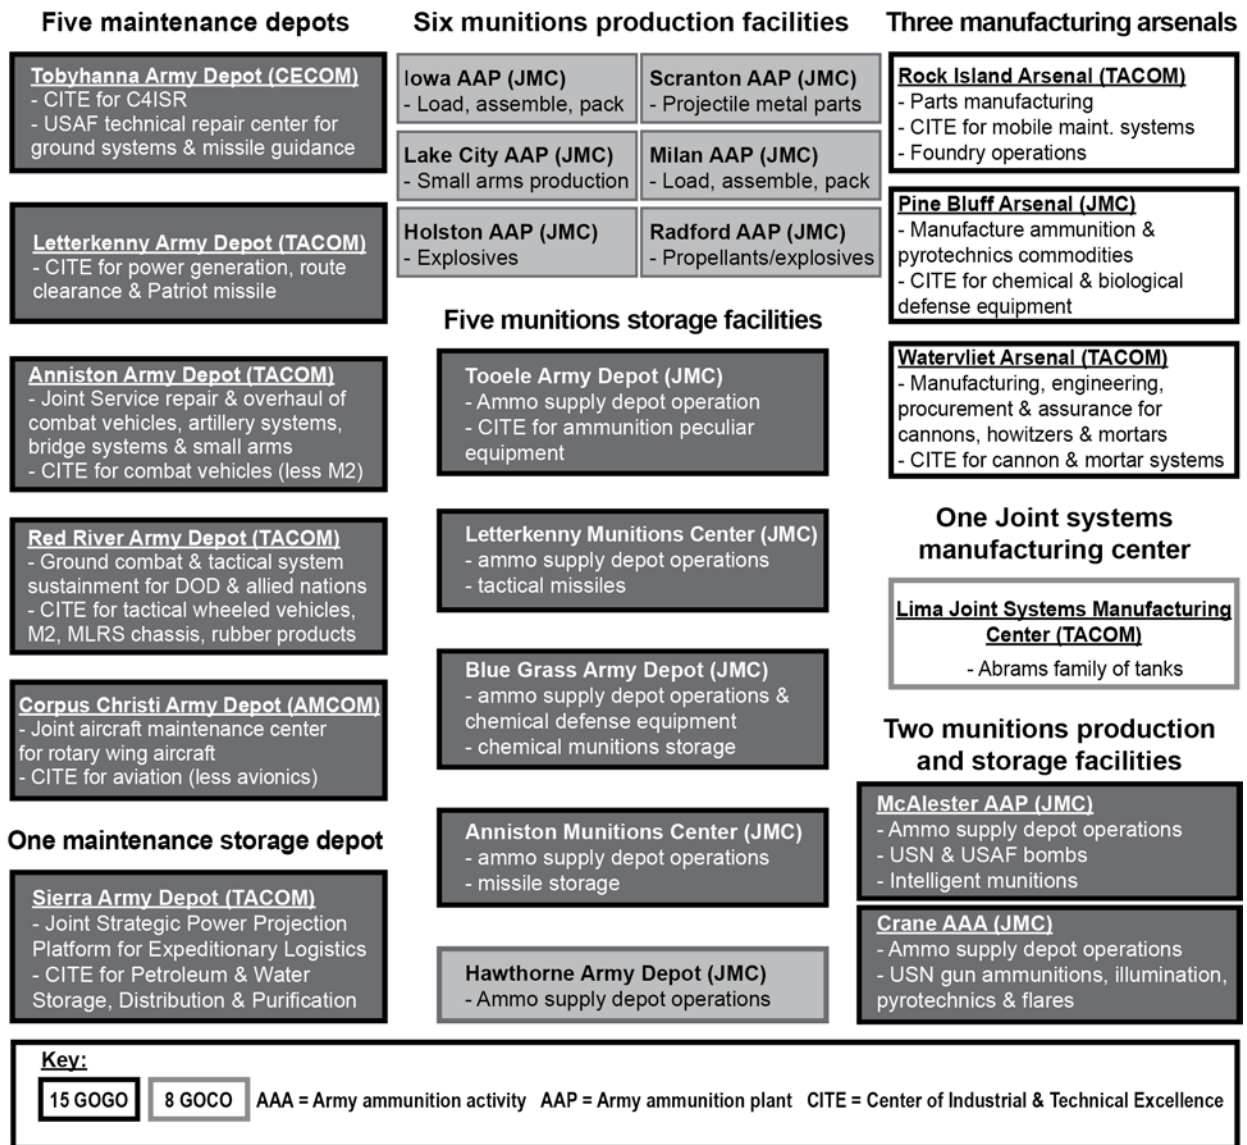 Five maintenance depots
Tobyhanna Army Depot (CECOM)
- CITE for C4ISR
- USAF technical repair center for
ground systems & missile guidance
Letterkenny Army Depot (TACOM)
- CITE for power generation, route
clearance & Patriot missile
Anniston Army Depot (TACOM)
- Joint Service repair & overhaul of
combat vehicles, artillery systems,
bridge systems & small arms
- CITE for combat vehicles (less M2)
Red River Army Depot (TACOM)
- Ground combat & tactical system
sustainment for DOD & allied nations
- CITE for tactical wheeled vehicles,
M2, MLRS chassis, rubber products
Corpus Christi Army Depot (AMCOM)
- Joint aircraft maintenance center
for rotary wing aircraft
- CITE for aviation (less avionics)
One maintenance storage depot
Sierra Army Depot (TACOM)
- Joint Strategic Power Projection
Platform for Expeditionary Logistics
- CITE for Petroleum & Water
Storage, Distribution & Purification
Six munitions production facilities
Iowa AAP (JMC)
- Load, assemble, pack
Scranton AAP (JMC)
- Projectile metal parts
Lake City AAP (JMC)
- Small arms production
Milan AAP (JMC)
- Load, assemble, pack
Holston AAP (JMC)
- Explosives
Radford AAP (JMC)
- Propellants/explosives
Five munitions storage facilities
Tooele Army Depot (JMC)
- Ammo supply depot operation
- CITE for ammunition peculiar
equipment
Letterkenny Munitions Center (JMC)
- ammo supply depot operations
- tactical missiles
Blue Grass Army Depot (JMC)
- ammo supply depot operations &
chemical defense equipment
- chemical munitions storage
Anniston Munitions Center (JMC)
- ammo supply depot operations
- missile storage
Hawthorne Army Depot (JMC)
- Ammo supply depot operations
Three manufacturing arsenals
Rock Island Arsenal (TACOM)
- Parts manufacturing
- CITE for mobile maint. systems
- Foundry operations
Pine Bluff Arsenal (JMC)
- Manufacture ammunition &
pyrotechnics commodities
- CITE for chemical & biological
defense equipment
Watervliet Arsenal (TACOM)
- Manufacturing, engineering,
procurement & assurance for
cannons, howitzers & mortars
- CITE for cannon & mortar systems
One Joint systems
manufacturing center
Lima Joint Systems Manufacturing
Center (TACOM)
- Abrams family of tanks
Two munitions production
and storage facilities
McAlester AAP (JMC)
- Ammo supply depot operations
- USN & USAF bombs
- Intelligent munitions
Crane AAA (JMC)
- Ammo supply depot operations
- USN gun ammunitions, illumination,
pyrotechnics & flares
Key:
15 GOGO 8 GOCO AAA = Army ammunition activity AAP = Army ammunition plant CITE = Center of Industrial & Technical Excellence